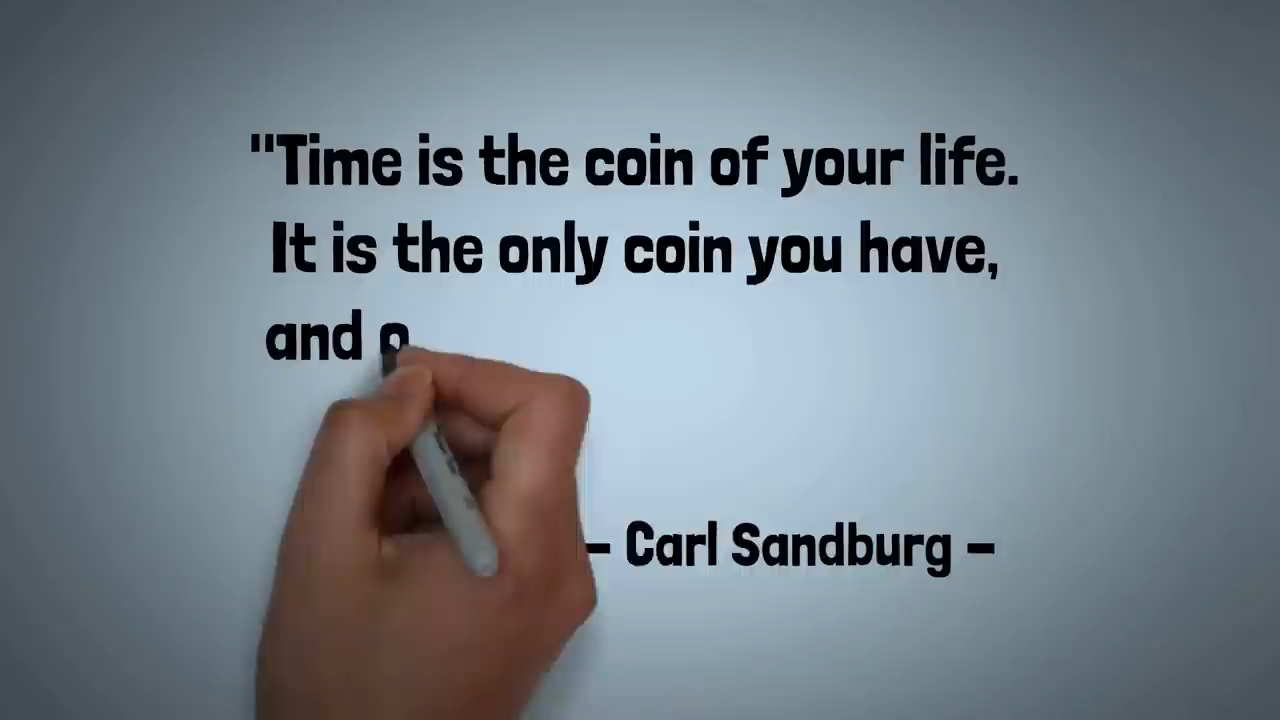 "Time is the coin of your life.
It is the only coin you have,
and o
– Carl Sandburg –